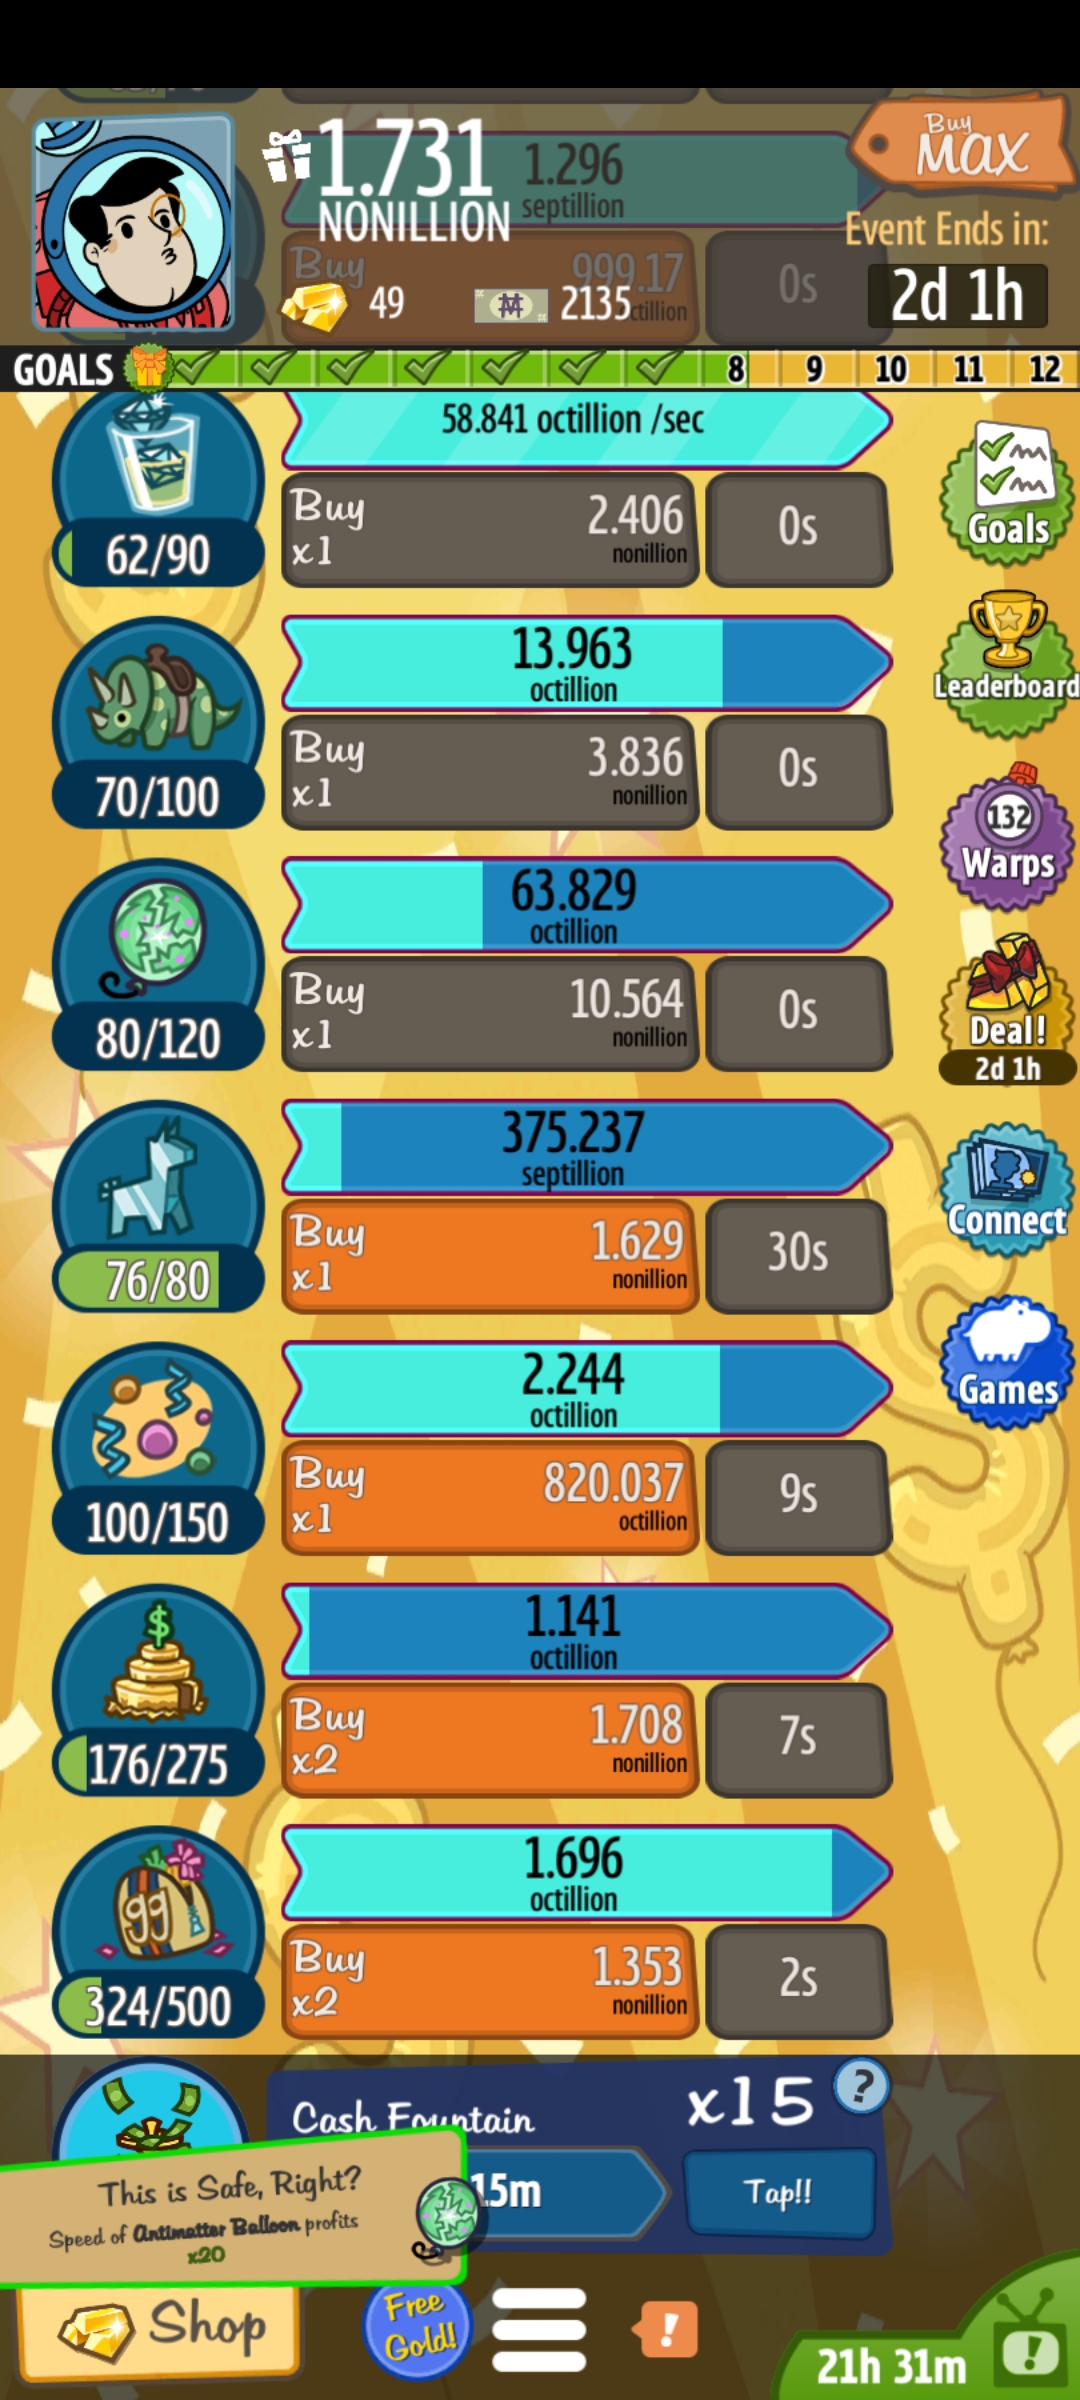 1.731
NONILLION
49
2135
1.296
septillion
Buy
999.17
0s
Buy
MAX
Event Ends in:
2d 1h
GOALS
8
9
10
11
12
58.841 octillion /sec
62/90
Buy
x1
2.406
nonillion
0s
Goals
13.963
octillion
70/100
Buy
x1
3.836
nonillion
0s
Leaderboard
63.829
octillion
80/120
Buy
x1
10.564
nonillion
0s
132
Warps
Deal!
2d 1h
375.237
septillion
76/80
Buy
x1
1.629
nonillion
30s
Connect
2.244
octillion
100/150
Buy
x1
820.037
octillion
9s
Games
1.141
octillion
$
176/275
Buy
x2
1.708
nonillion
7s
1.696
octillion
99
324/500
Buy
x2
1.353
nonillion
2s
Cash Fountain
x15
?
15m
Tap!!
This is Safe, Right?
Speed of Antimatter Balloon profits
x20
Shop
Free
Gold!
!
21h 31m
!